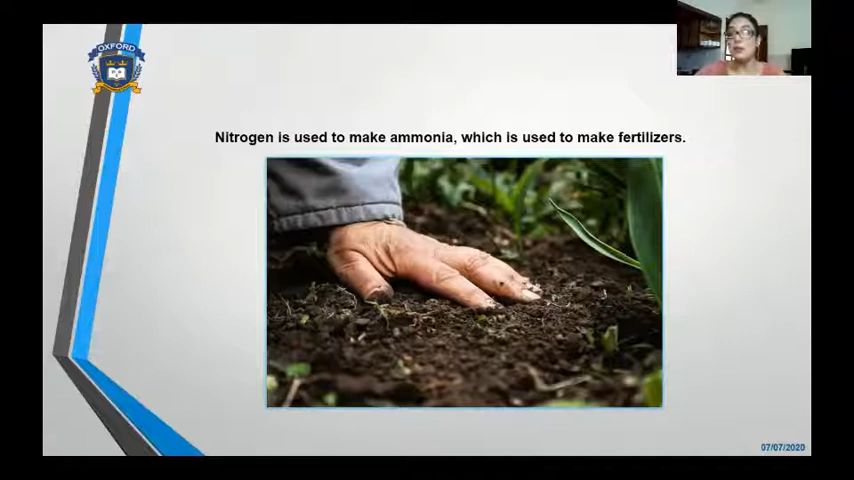 OXFORD
Nitrogen is used to make ammonia, which is used to make fertilizers.
07/07/2020